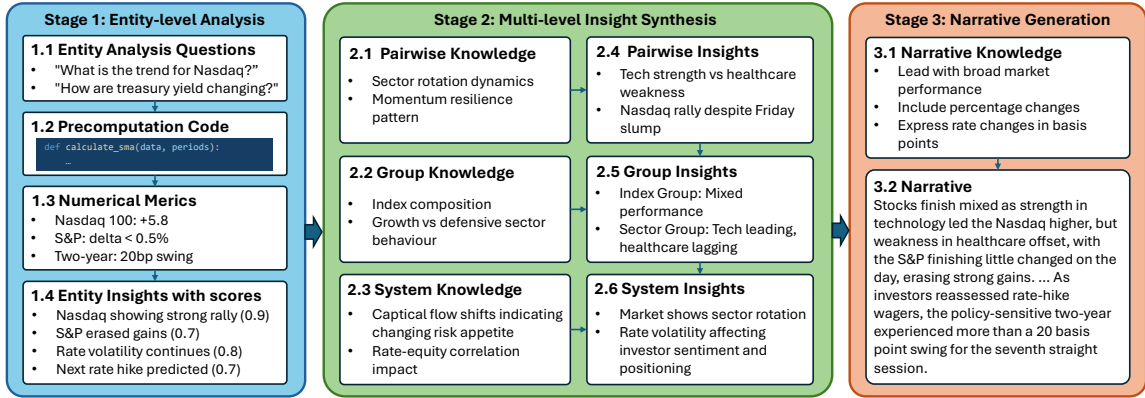 Stage 1: Entity-level Analysis
1.1 Entity Analysis Questions
• "What is the trend for Nasdaq?”
• "How are treasury yield changing?"
1.2 Precomputation Code
def calculate_sma(data, periods):
…
1.3 Numerical Merics
• Nasdaq 100: +5.8
• S&P: delta < 0.5%
• Two-year: 20bp swing
1.4 Entity Insights with scores
• Nasdaq showing strong rally (0.9)
• S&P erased gains (0.7)
• Rate volatility continues (0.8)
• Next rate hike predicted (0.7)
Stage 2: Multi-level Insight Synthesis
2.1 Pairwise Knowledge
• Sector rotation dynamics
• Momentum resilience
pattern
2.4 Pairwise Insights
• Tech strength vs healthcare
weakness
• Nasdaq rally despite Friday
slump
2.2 Group Knowledge
• Index composition
• Growth vs defensive sector
behaviour
2.5 Group Insights
• Index Group: Mixed
performance
• Sector Group: Tech leading,
healthcare lagging
2.3 System Knowledge
• Captical flow shifts indicating
changing risk appetite
• Rate-equity correlation
impact
2.6 System Insights
• Market shows sector rotation
• Rate volatility affecting
investor sentiment and
positioning
Stage 3: Narrative Generation
3.1 Narrative Knowledge
• Lead with broad market
performance
• Include percentage changes
• Express rate changes in basis
points
3.2 Narrative
Stocks finish mixed as strength in
technology led the Nasdaq higher, but
weakness in healthcare offset, with
the S&P finishing little changed on the
day, erasing strong gains. ... As
investors reassessed rate-hike
wagers, the policy-sensitive two-year
experienced more than a 20 basis
point swing for the seventh straight
session.